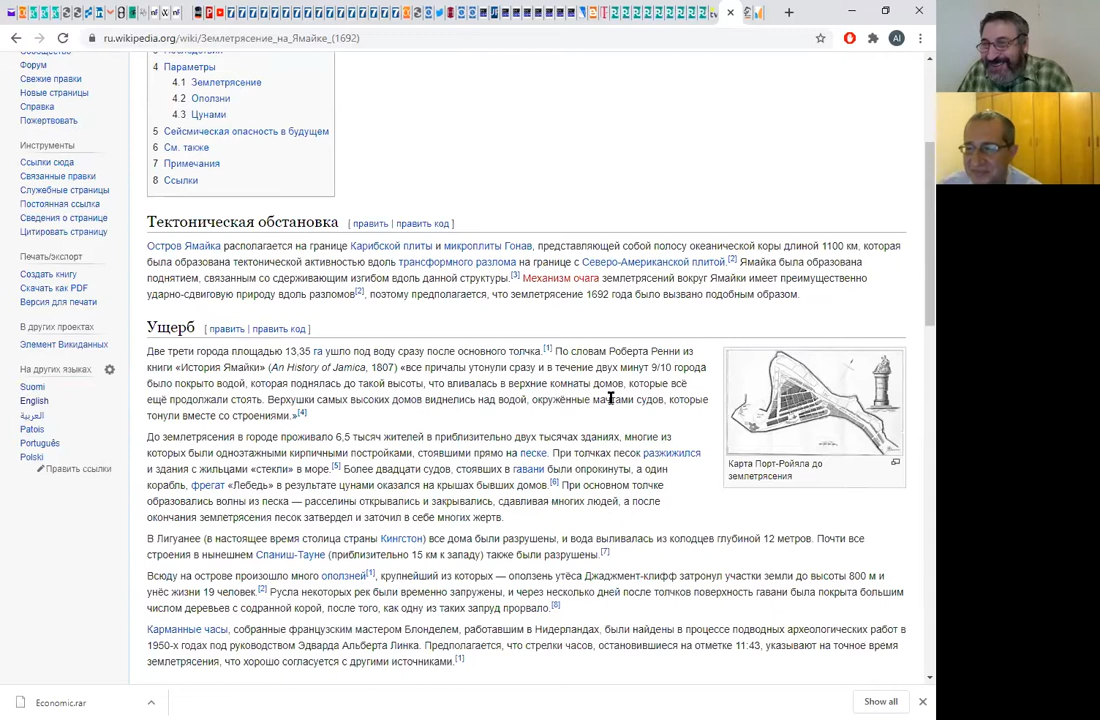 ru.wikipedia.org/wiki/Землетрясение_на_Ямайке_(1692)
AI
Форум
Свежие правки
Новые страницы
Справка
Пожертвовать
Инструменты
Ссылки сюда
Связанные правки
Служебные страницы
Постоянная ссылка
Сведения о странице
Цитировать страницу
Печать/экспорт
Создать книгу
Скачать как PDF
Версия для печати
В других проектах
Элемент Викиданных
На других языках
Suomi
English
العربية
Patois
Português
Polski
Править ссылки
4 Параметры
4.1 Землетрясение
4.2 Оползни
4.3 Цунами
5 Сейсмическая опасность в будущем
6 См. также
7 Примечания
8 Ссылки
Тектоническая обстановка [ править | править код ]
Остров Ямайка располагается на границе Карибской плиты и микроплиты Гонав, представляющей собой полосу океанической коры длиной 1100 км, которая
была образована тектонической активностью вдоль трансформного разлома на границе с Северо-Американской плитой.[2] Ямайка была образована
поднятием, связанным со сдерживающим изгибом вдоль данной структуры.[3] Механизм очага землетрясений вокруг Ямайки имеет преимущественно
ударно-сдвиговую природу вдоль разломов[2], поэтому предполагается, что землетрясение 1692 года было вызвано подобным образом.
Ущерб [ править | править код ]
Две трети города площадью 13,35 га ушло под воду сразу после основного толчка.[1] По словам Роберта Ренни из
книги «История Ямайки» (An History of Jamica, 1807) «все причалы утонули сразу и в течение двух минут 9/10 города
было покрыто водой, которая поднялась до такой высоты, что вливалась в верхние комнаты домов, которые всё
ещё продолжали стоять. Верхушки самых высоких домов виднелись над водой, окружённые мачтами судов, которые
тонули вместе со строениями.»[4]
До землетрясения в городе проживало 6,5 тысяч жителей в приблизительно двух тысячах зданиях, многие из
которых были одноэтажными кирпичными постройками, стоявшими прямо на песке. При толчках песок разжижился
и здания с жильцами «стекли» в море.[5] Более двадцати судов, стоявших в гавани были опрокинуты, а один
корабль, фрегат «Лебедь» в результате цунами оказался на крышах бывших домов.[6] При основном толчке
образовались волны из песка — расселины открывались и закрывались, сдавливая многих людей, а после
окончания землетрясения песок затвердел и заточил в себе многих жертв.
Карта Порт-Ройяла до
землетрясения
В Лигуанее (в настоящее время столица страны Кингстон) все дома были разрушены, и вода выливалась из колодцев глубиной 12 метров. Почти все
строения в нынешнем Спаниш-Тауне (приблизительно 15 км к западу) также были разрушены.[7]
Всюду на острове произошло много оползней[1], крупнейший из которых — оползень утёса Джаджмент-клифф затронул участки земли до высоты 800 м и
унёс жизни 19 человек.[2] Русла некоторых рек были временно запружены, и через несколько дней после толчков поверхность гавани была покрыта большим
числом деревьев с содранной корой, после того, как одну из таких запруд прорвало.[8]
Карманные часы, собранные французским мастером Блонделем, работавшим в Нидерландах, были найдены в процессе подводных археологических работ в
1950-х годах под руководством Эдварда Альберта Линка. Предполагается, что стрелки часов, остановившиеся на отметке 11:43, указывают на точное время
землетрясения, что хорошо согласуется с другими источниками.[1]
Economic.rar
Show all